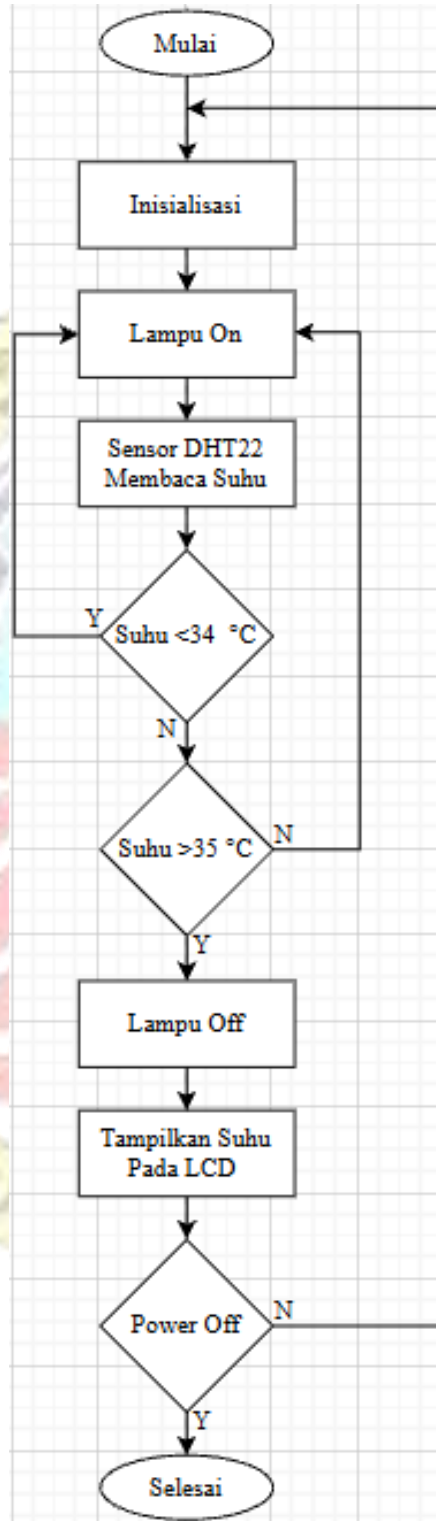 Mulai
Inisialisasi
Lampu On
Sensor DHT22
Membaca Suhu
Y
Suhu <34 °C
N
Suhu >35 °C
N
Y
Lampu Off
Tampilkan Suhu
Pada LCD
Power Off
N
Y
Selesai